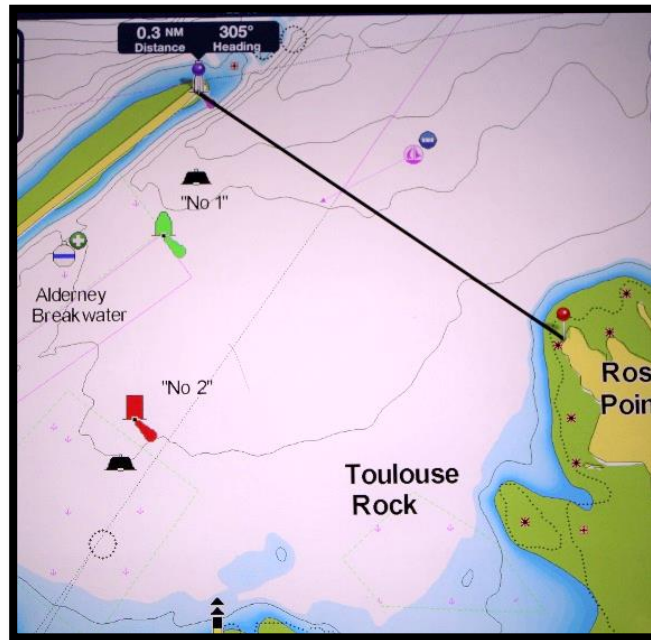 0.3 NM 305°
Distance Heading
"No 1"
Alderney
Breakwater
"No 2"
Ros
Poin
Toulouse
Rock